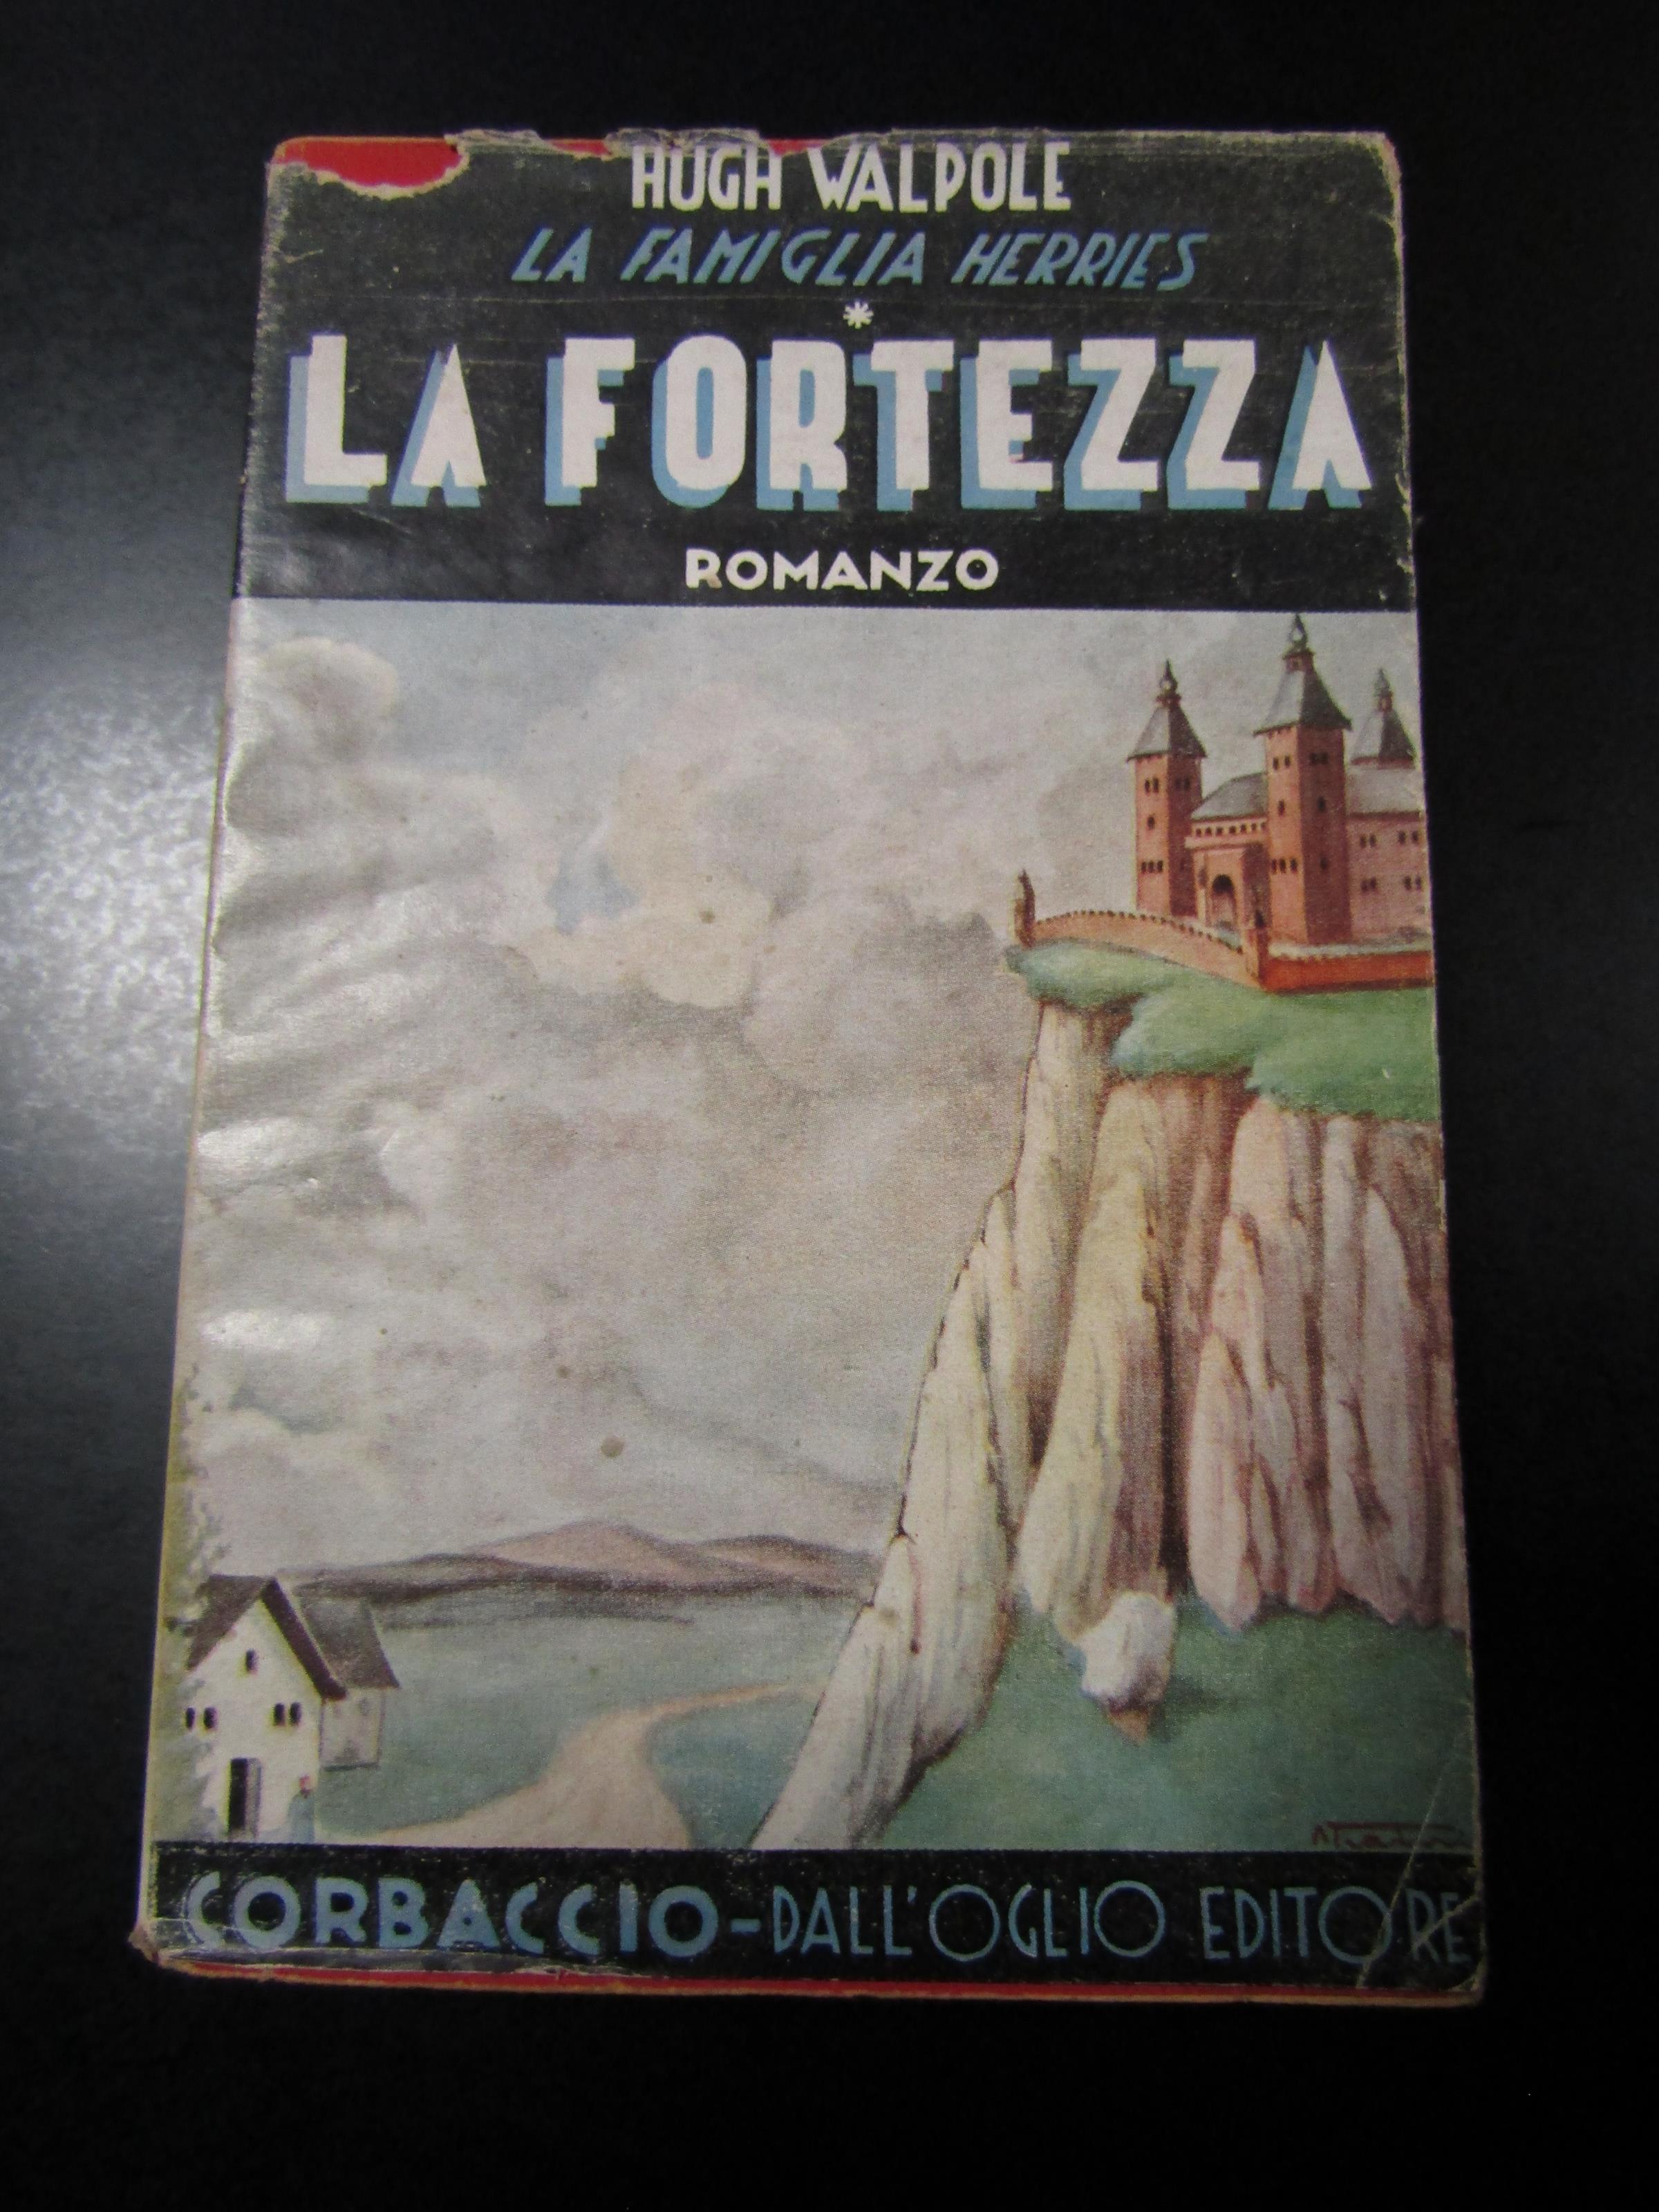 HUGH WALPOLE
LA FAMIGLIA HERRIES
*
LA FORTEZZA
ROMANZO
CORBACCIO-DALL'OGLIO EDITORE